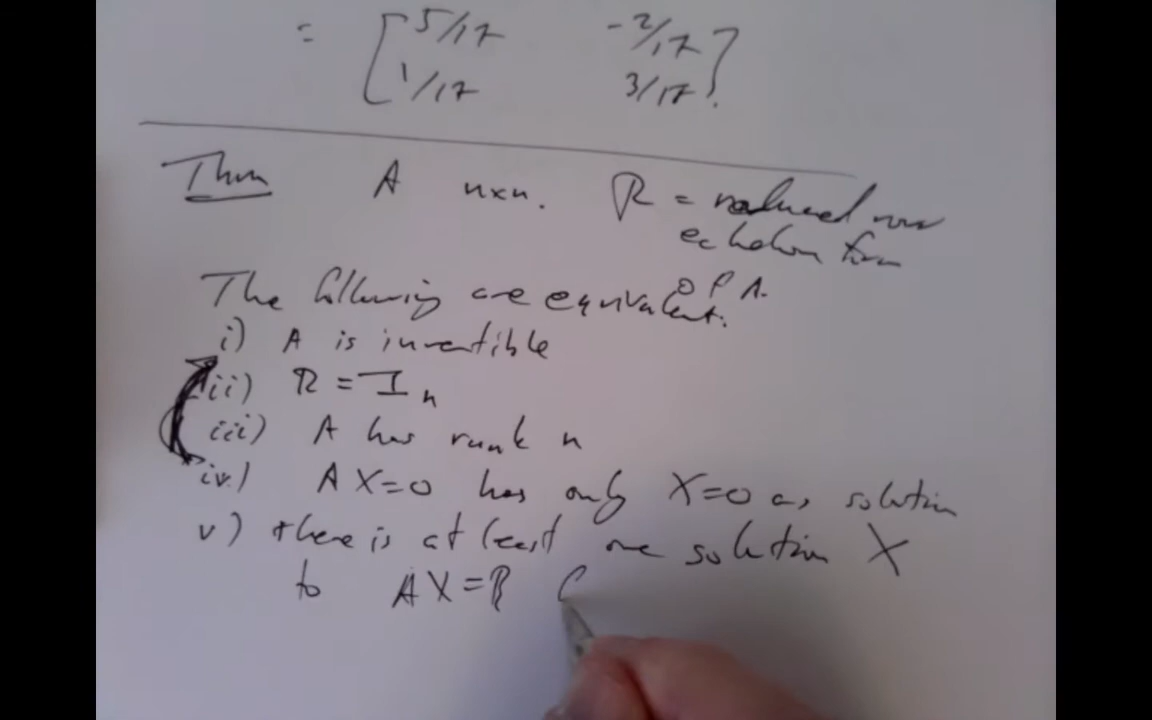 = [ 5/17 -2/17 ]
1/17 3/17
Thm A n×n. R = reduced row
echelon form
of A.
The following are equivalent:
i) A is invertible
ii) R = I_n
iii) A has rank n
iv) AX=0 has only X=0 as solution
v) there is at least one solution X
to AX=B